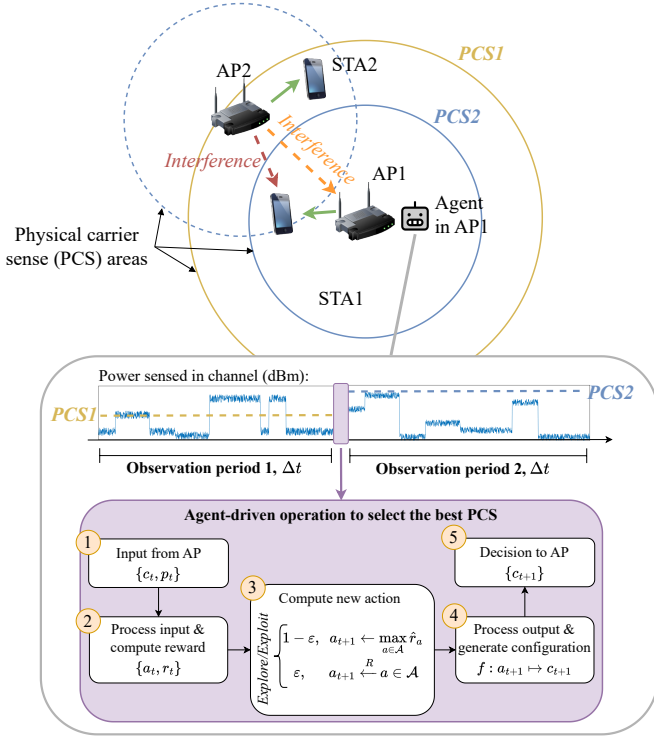 PCS1
STA2
AP2
PCS2
Interference
Interference
AP1
Agent
in AP1
Physical carrier
sense (PCS) areas
STA1
Power sensed in channel (dBm):
PCS1
PCS2
Observation period 1, Δt
Observation period 2, Δt
Agent-driven operation to select the best PCS
1
Input from AP
{c_t, p_t}
2
Process input &
compute reward
{a_t, r_t}
3
Compute new action
Explore/Exploit
1 − ε, a_{t+1} ← max_{a∈𝒜} r̂_a
ε, a_{t+1} ←^R a ∈ 𝒜
4
Process output &
generate configuration
f : a_{t+1} ↦ c_{t+1}
5
Decision to AP
{c_{t+1}}